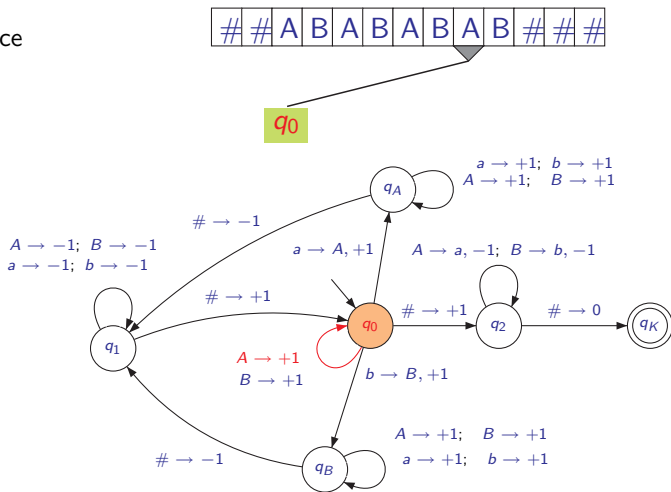 # # A B A B A B A B # # #
ce
q0
a → +1; b → +1
A → +1; B → +1
qA
# → −1
A → −1; B → −1
a → −1; b → −1
a → A, +1
A → a, −1; B → b, −1
# → +1
# → +1
# → 0
q0
q2
qK
q1
A → +1
B → +1
b → B, +1
A → +1; B → +1
a → +1; b → +1
# → −1
qB